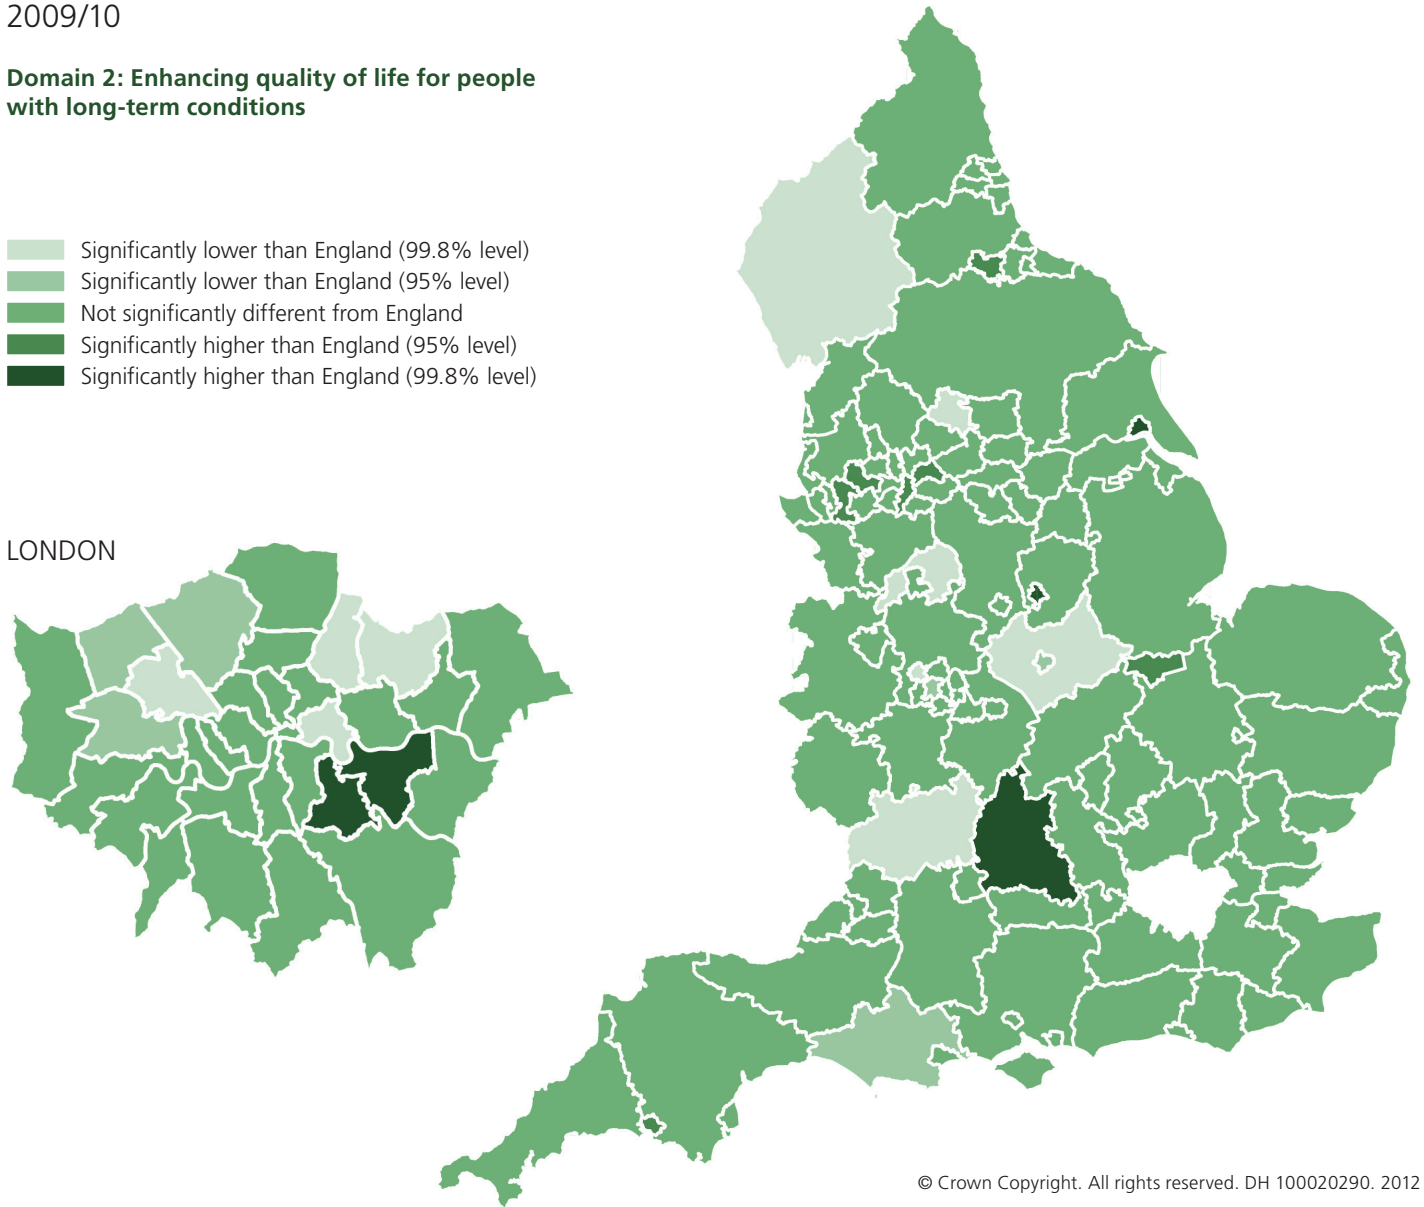 2009/10
Domain 2: Enhancing quality of life for people
with long-term conditions
Significantly lower than England (99.8% level)
Significantly lower than England (95% level)
Not significantly different from England
Significantly higher than England (95% level)
Significantly higher than England (99.8% level)
LONDON
© Crown Copyright. All rights reserved. DH 100020290. 2012